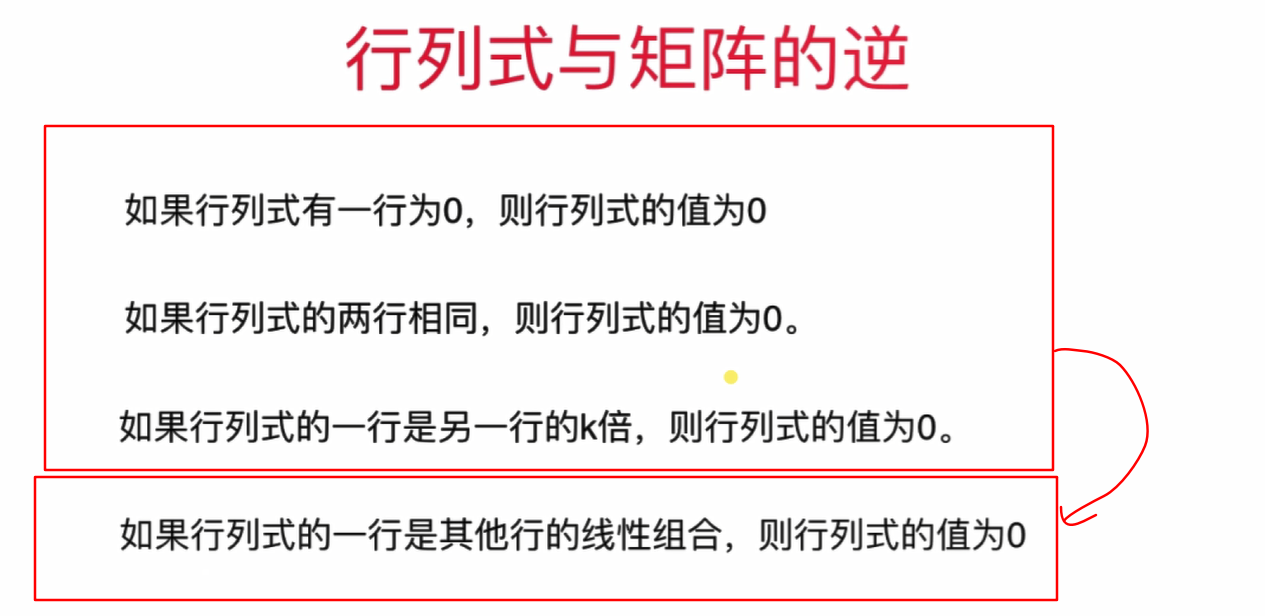 行列式与矩阵的逆
如果行列式有一行为0，则行列式的值为0
如果行列式的两行相同，则行列式的值为0。
如果行列式的一行是另一行的k倍，则行列式的值为0。
如果行列式的一行是其他行的线性组合，则行列式的值为0